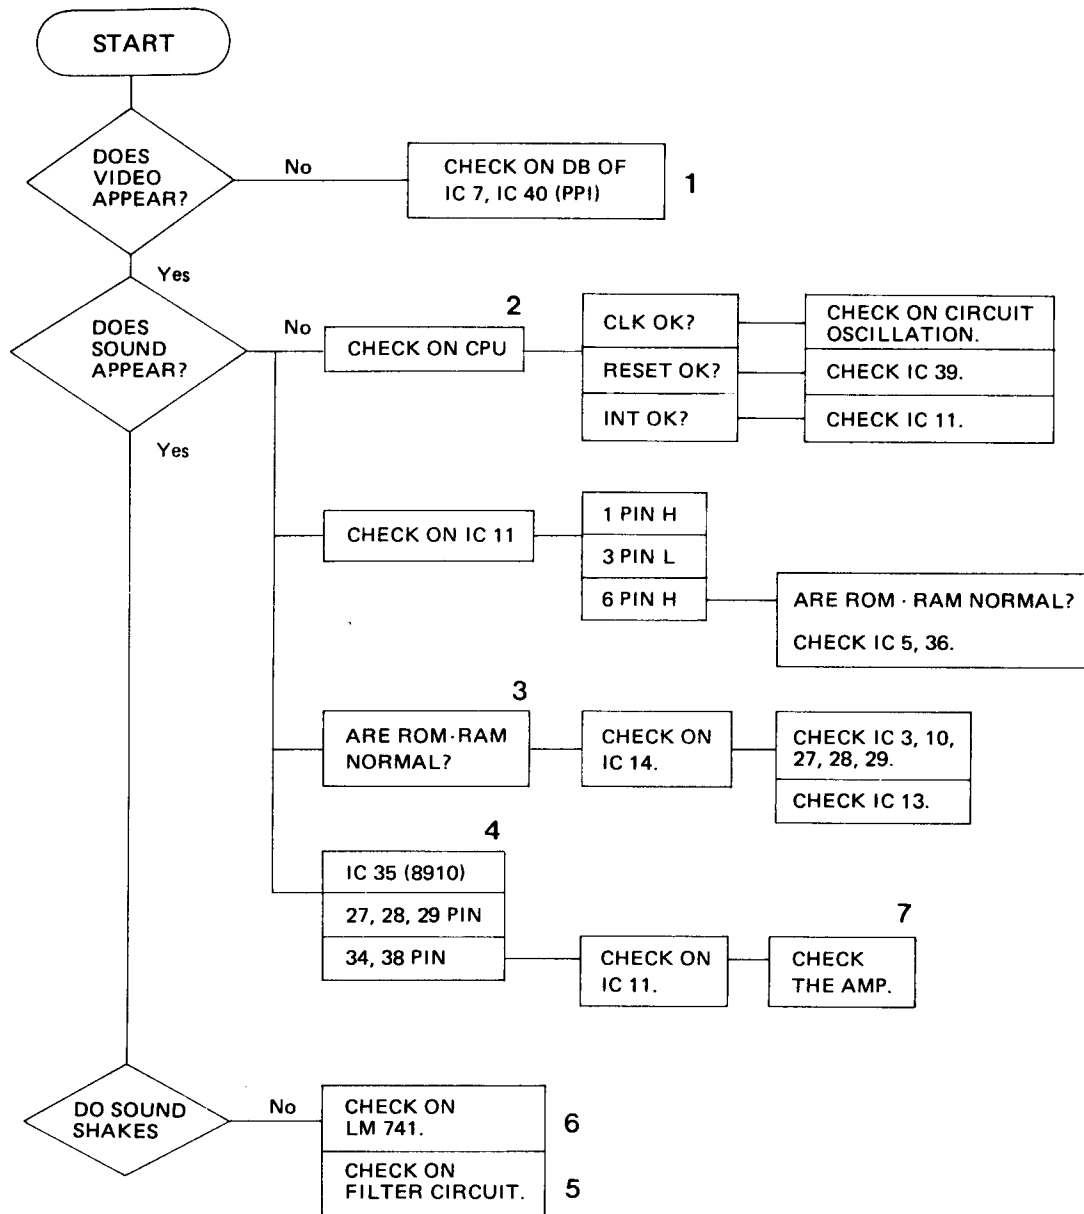 START
DOES
VIDEO
APPEAR?
No
CHECK ON DB OF
IC 7, IC 40 (PPI)
1
Yes
DOES
SOUND
APPEAR?
No
2
CHECK ON CPU
CLK OK?
CHECK ON CIRCUIT
OSCILLATION.
RESET OK?
CHECK IC 39.
INT OK?
CHECK IC 11.
Yes
CHECK ON IC 11
1 PIN H
3 PIN L
6 PIN H
ARE ROM · RAM NORMAL?
CHECK IC 5, 36.
3
ARE ROM·RAM
NORMAL?
CHECK ON
IC 14.
CHECK IC 3, 10,
27, 28, 29.
CHECK IC 13.
4
IC 35 (8910)
27, 28, 29 PIN
34, 38 PIN
CHECK ON
IC 11.
7
CHECK
THE AMP.
DO SOUND
SHAKES
No
CHECK ON
LM 741.
6
CHECK ON
FILTER CIRCUIT.
5